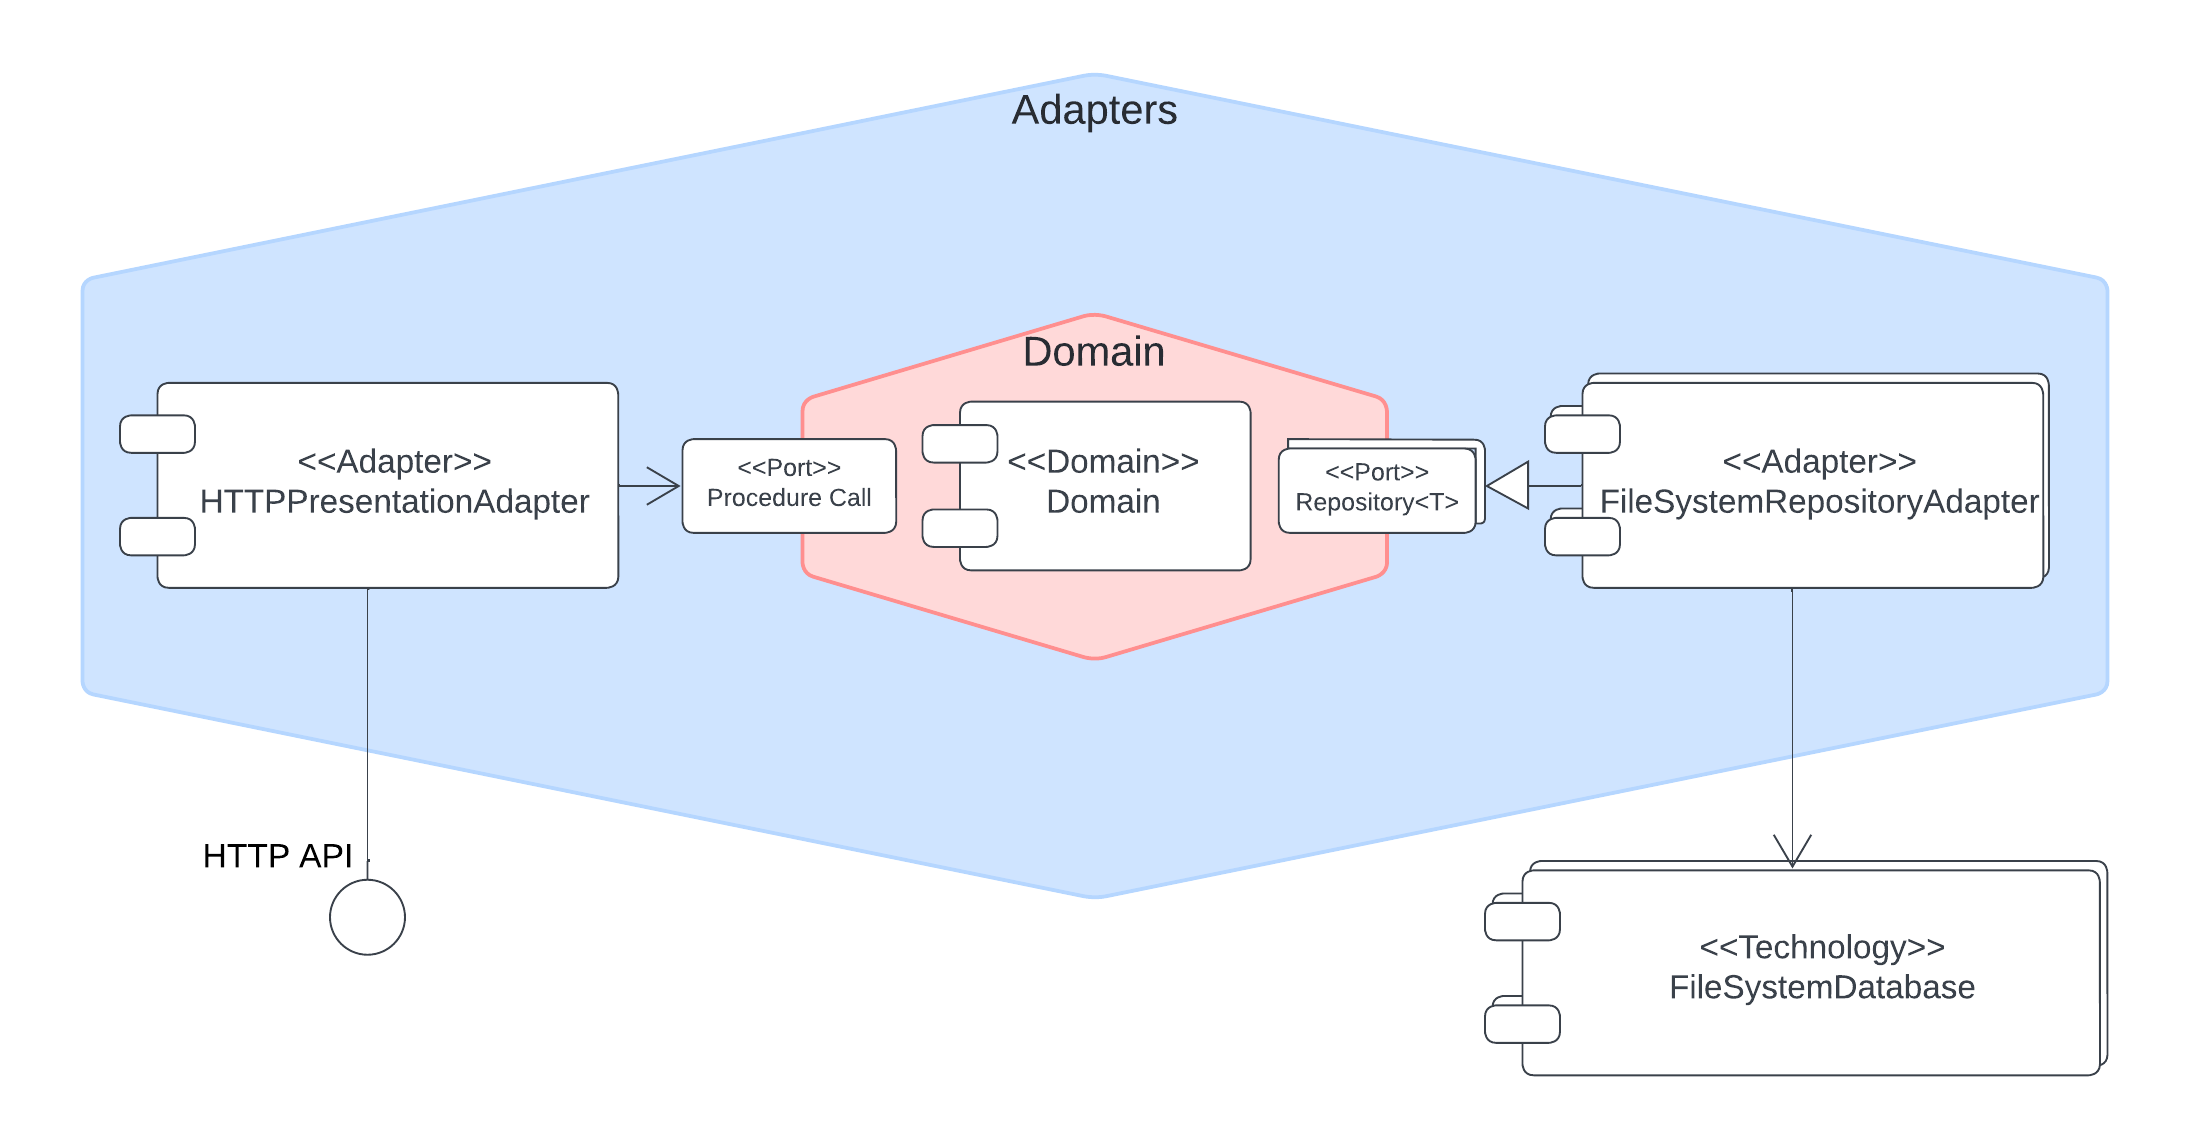 Adapters
Domain
<<Adapter>>
HTTPPresentationAdapter
<<Port>>
Procedure Call
<<Domain>>
Domain
<<Port>>
Repository<T>
<<Adapter>>
FileSystemRepositoryAdapter
HTTP API
<<Technology>>
FileSystemDatabase